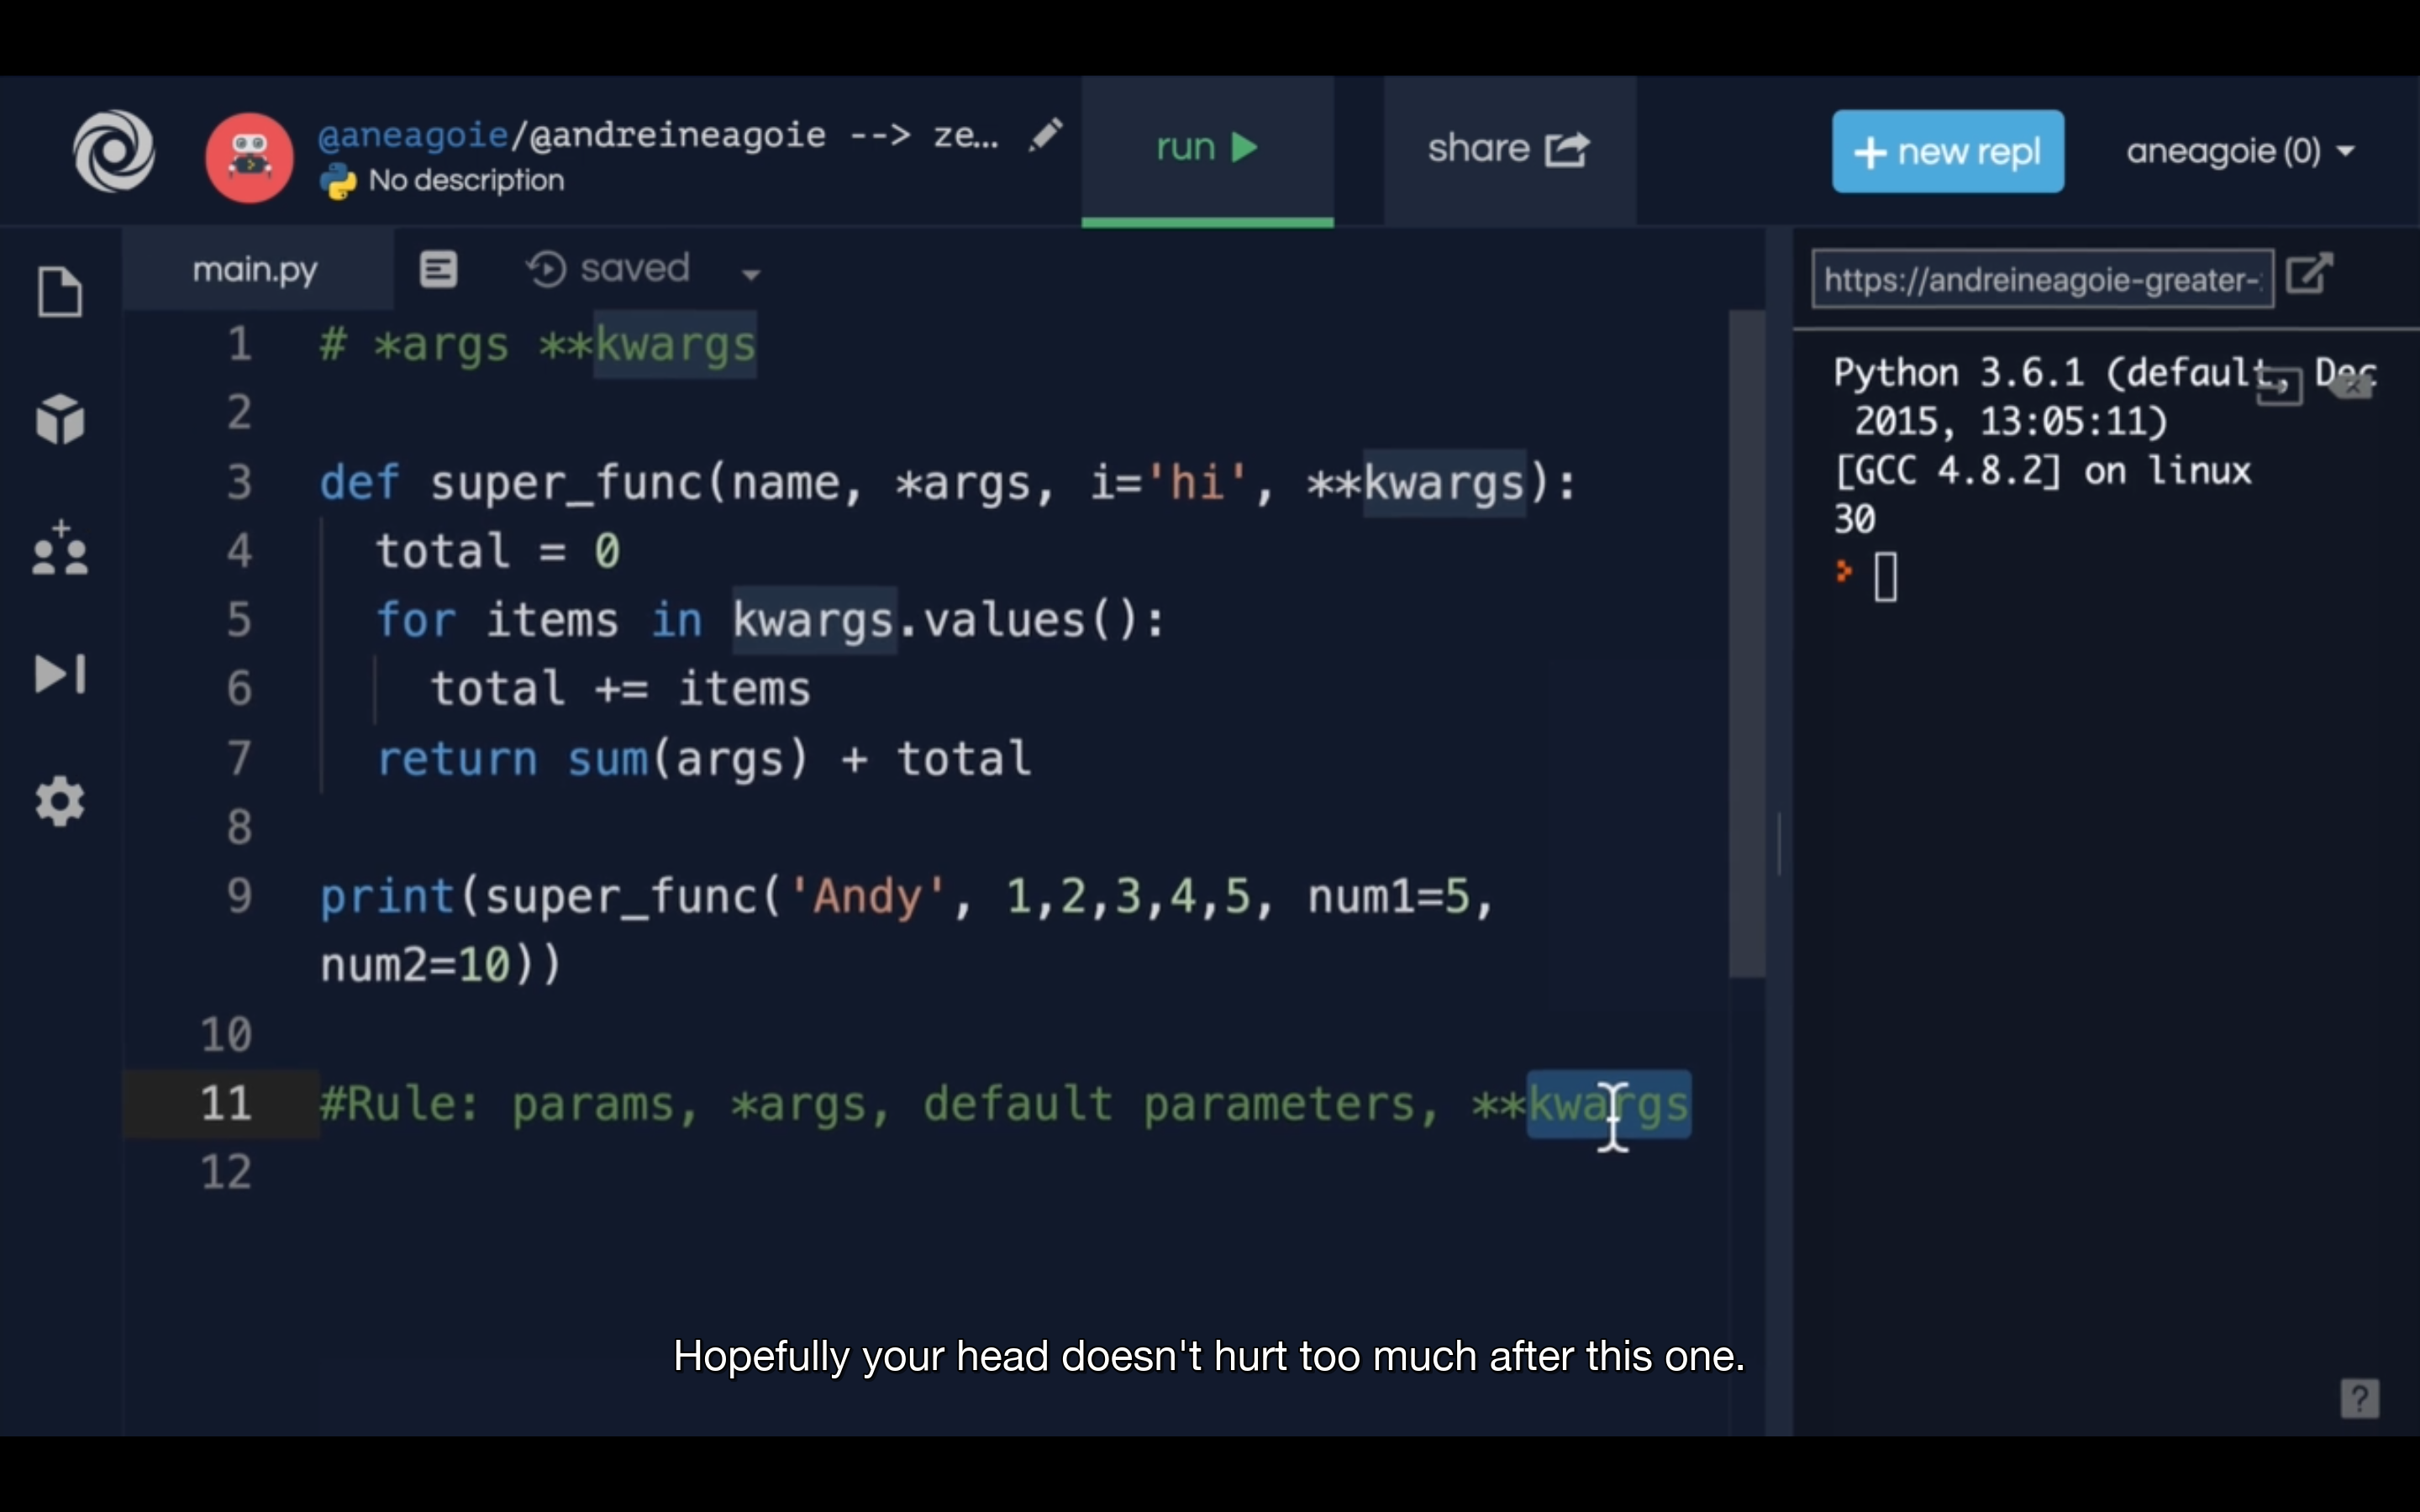 @aneagoie/@andreineagoie --> ze...
No description
run
share
+ new repl
aneagoie (0)
main.py
saved
https://andreineagoie-greater-
1 # *args **kwargs
2
3 def super_func(name, *args, i='hi', **kwargs):
4 total = 0
5 for items in kwargs.values():
6 total += items
7 return sum(args) + total
8
9 print(super_func('Andy', 1,2,3,4,5, num1=5,
num2=10))
10
11 #Rule: params, *args, default parameters, **kwargs
12
Python 3.6.1 (default, Dec
2015, 13:05:11)
[GCC 4.8.2] on linux
30
Hopefully your head doesn't hurt too much after this one.
?